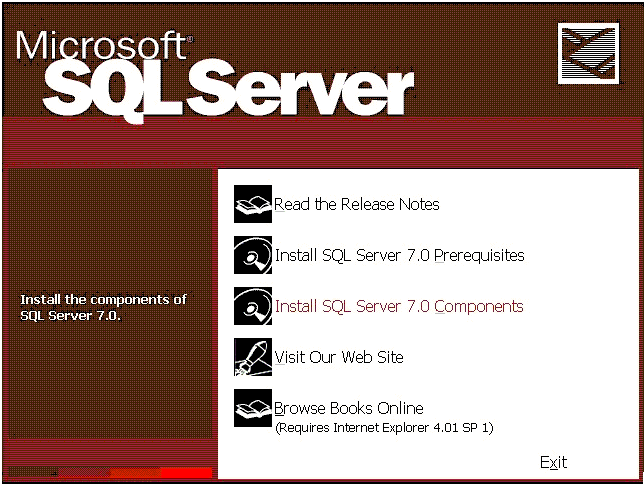 Microsoft®
SQL Server
Read the Release Notes
Install SQL Server 7.0 Prerequisites
Install SQL Server 7.0 Components
Install the components of
SQL Server 7.0.
Visit Our Web Site
Browse Books Online
(Requires Internet Explorer 4.01 SP 1)
Exit